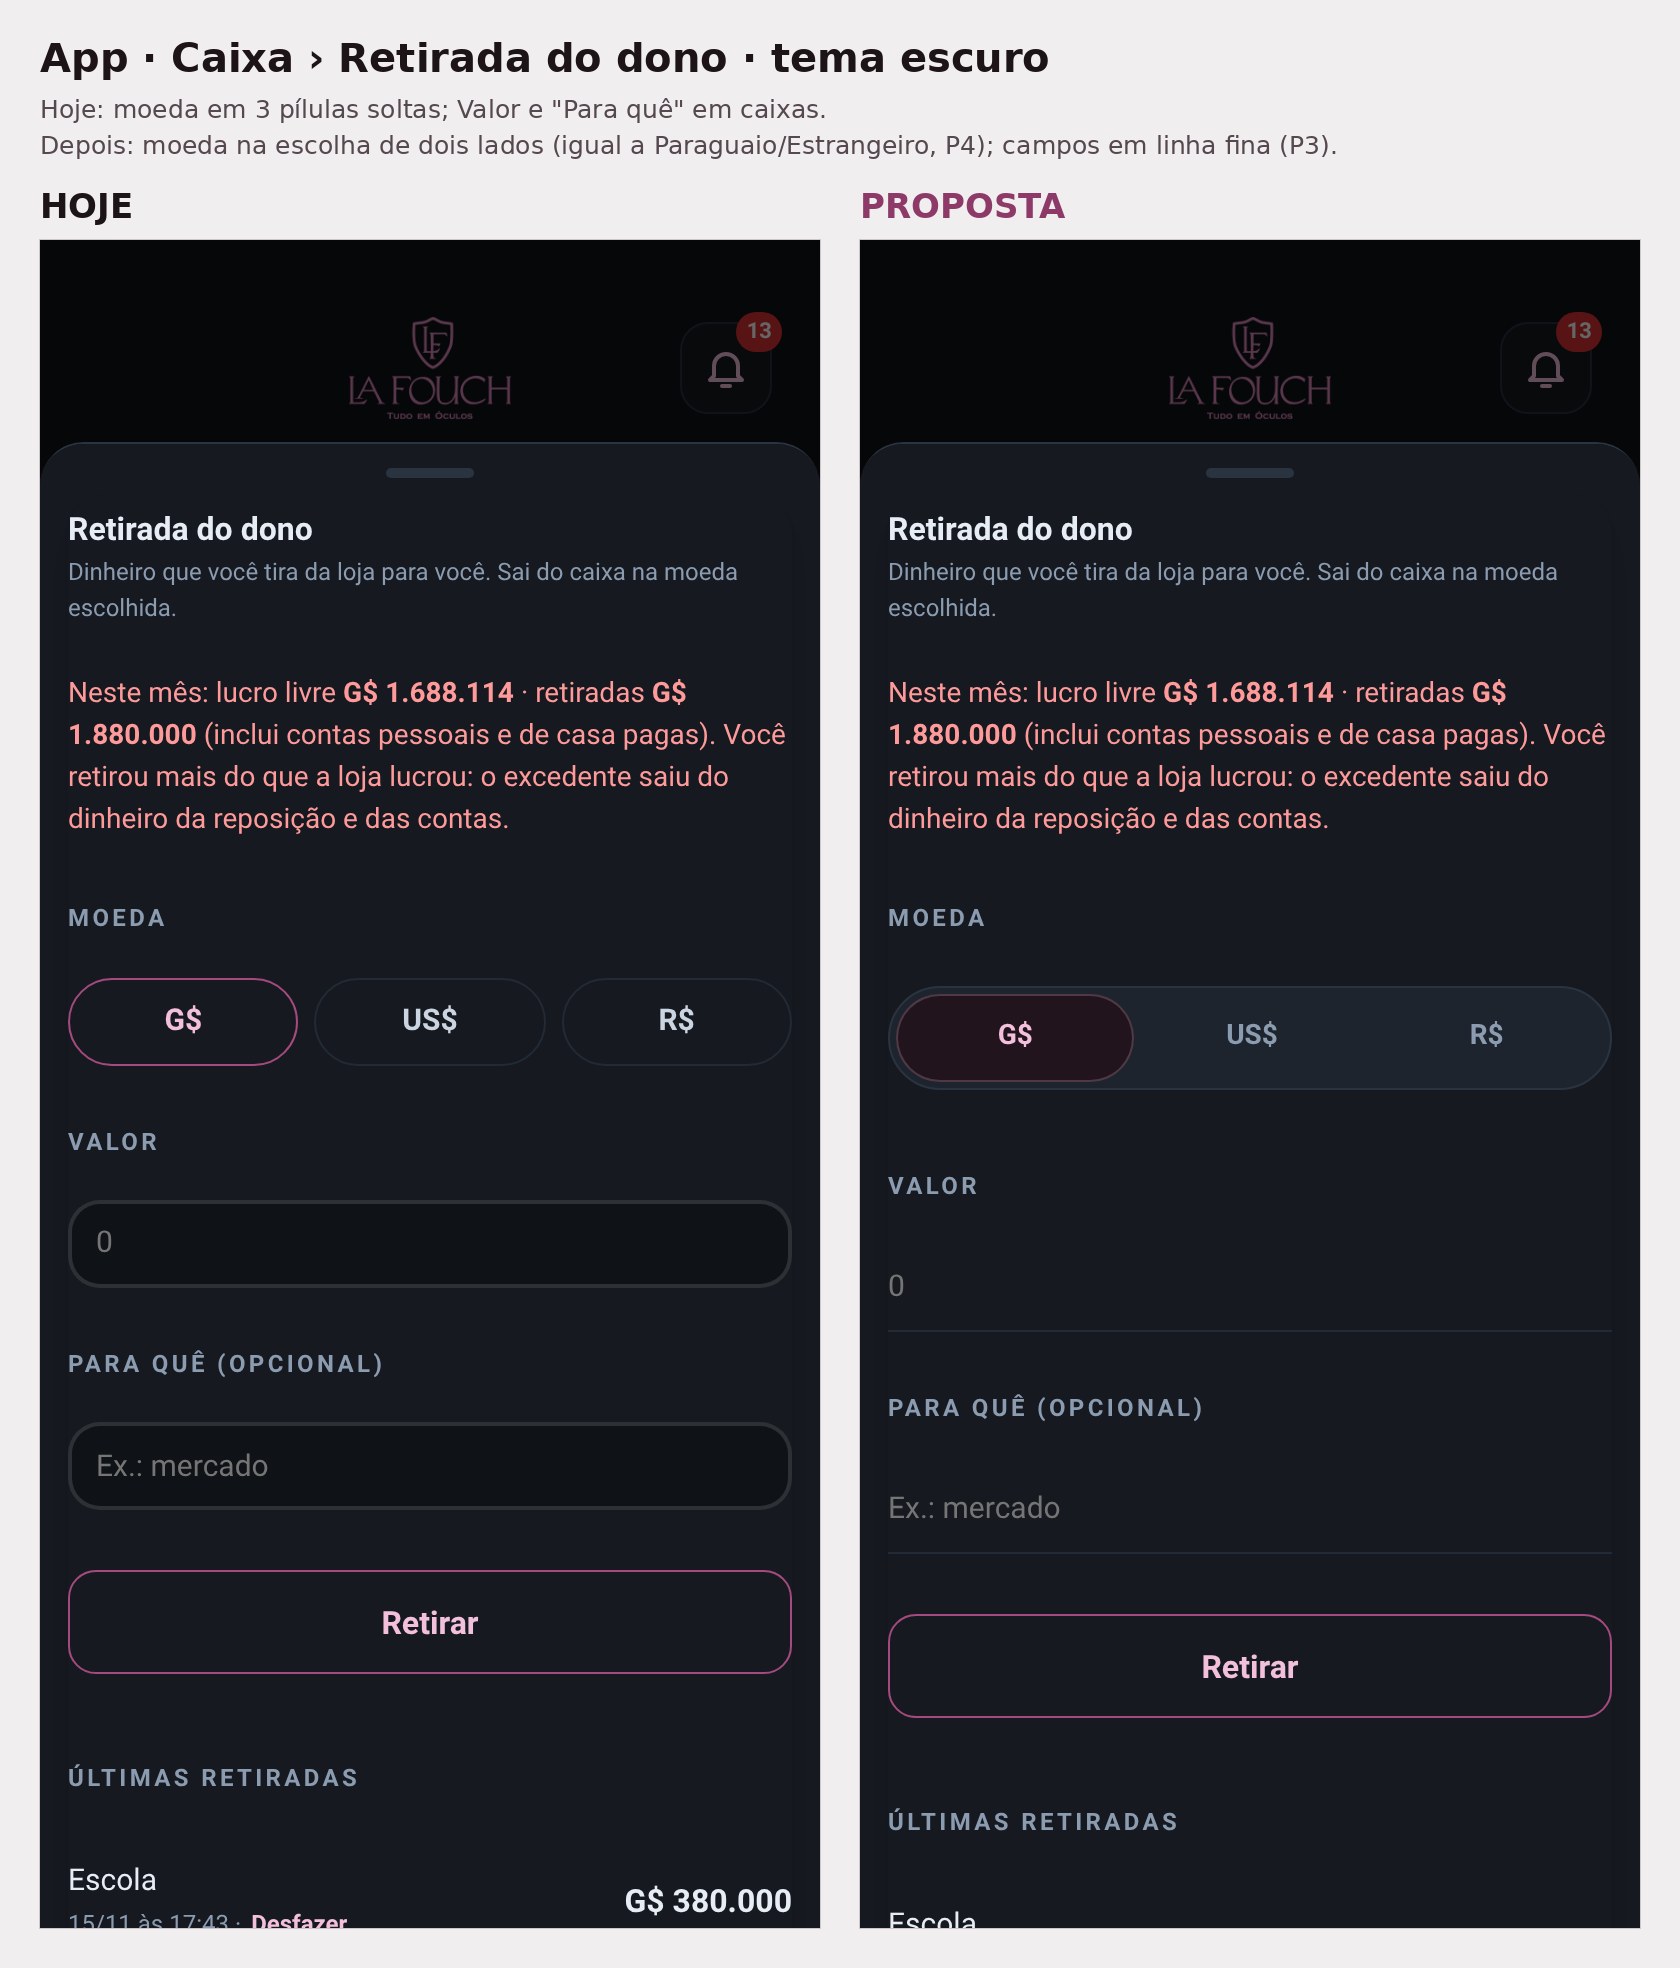 App · Caixa › Retirada do dono · tema escuro
Hoje: moeda em 3 pílulas soltas; Valor e "Para quê" em caixas.
Depois: moeda na escolha de dois lados (igual a Paraguaio/Estrangeiro, P4); campos em linha fina (P3).
HOJE
LF
LA FOUCH
TUDO EM ÓCULOS
13
Retirada do dono
Dinheiro que você tira da loja para você. Sai do caixa na moeda
escolhida.
Neste mês: lucro livre G$ 1.688.114 · retiradas G$
1.880.000 (inclui contas pessoais e de casa pagas). Você
retirou mais do que a loja lucrou: o excedente saiu do
dinheiro da reposição e das contas.
MOEDA
G$ US$ R$
VALOR
0
PARA QUÊ (OPCIONAL)
Ex.: mercado
Retirar
ÚLTIMAS RETIRADAS
Escola
G$ 380.000
15/11 às 17:43 · Desfazer
PROPOSTA
LF
LA FOUCH
TUDO EM ÓCULOS
13
Retirada do dono
Dinheiro que você tira da loja para você. Sai do caixa na moeda
escolhida.
Neste mês: lucro livre G$ 1.688.114 · retiradas G$
1.880.000 (inclui contas pessoais e de casa pagas). Você
retirou mais do que a loja lucrou: o excedente saiu do
dinheiro da reposição e das contas.
MOEDA
G$ US$ R$
VALOR
0
PARA QUÊ (OPCIONAL)
Ex.: mercado
Retirar
ÚLTIMAS RETIRADAS
Escola